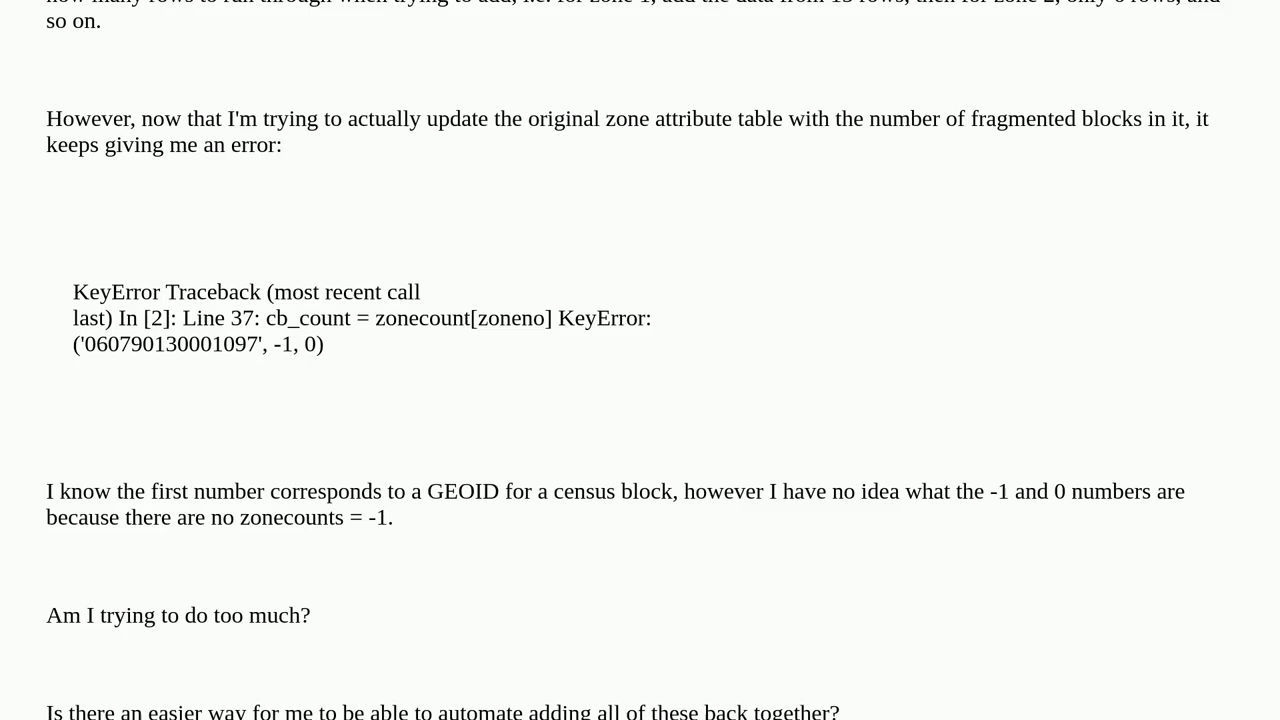 so on.
However, now that I'm trying to actually update the original zone attribute table with the number of fragmented blocks in it, it
keeps giving me an error:
KeyError Traceback (most recent call
last) In [2]: Line 37: cb_count = zonecount[zoneno] KeyError:
('060790130001097', -1, 0)
I know the first number corresponds to a GEOID for a census block, however I have no idea what the -1 and 0 numbers are
because there are no zonecounts = -1.
Am I trying to do too much?
Is there an easier way for me to be able to automate adding all of these back together?